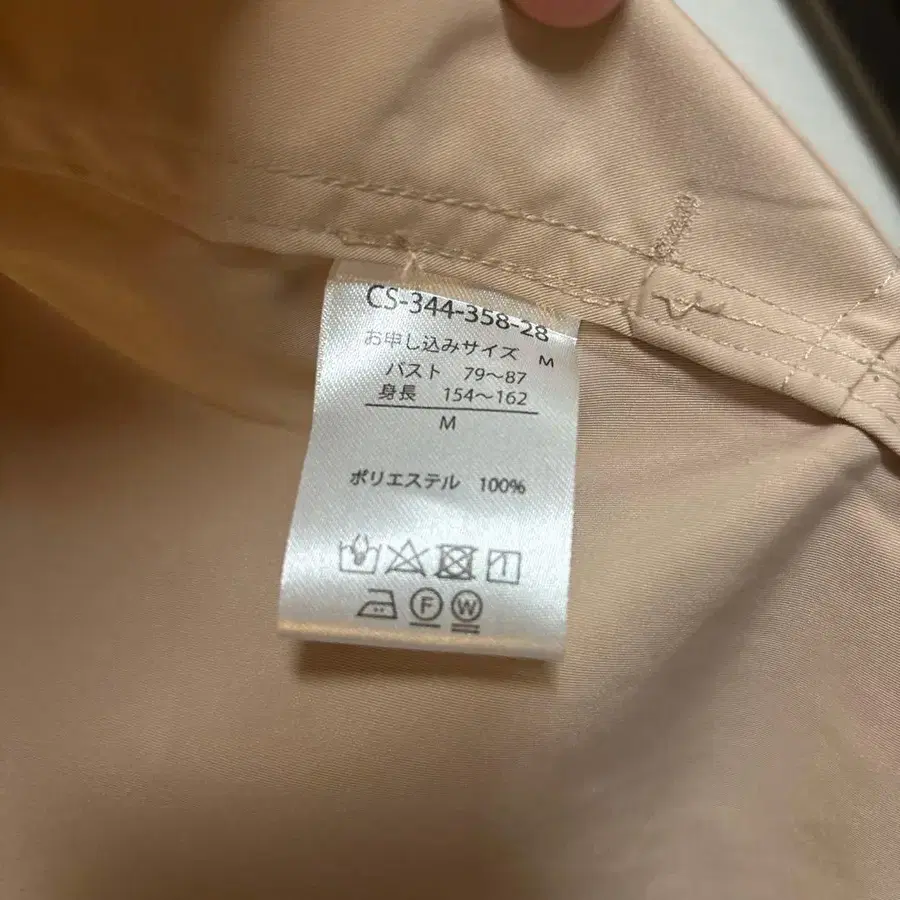 CS-344-358-28
お申し込みサイズ M
バスト 79～87
身長 154～162
M
ポリエステル 100%
F W